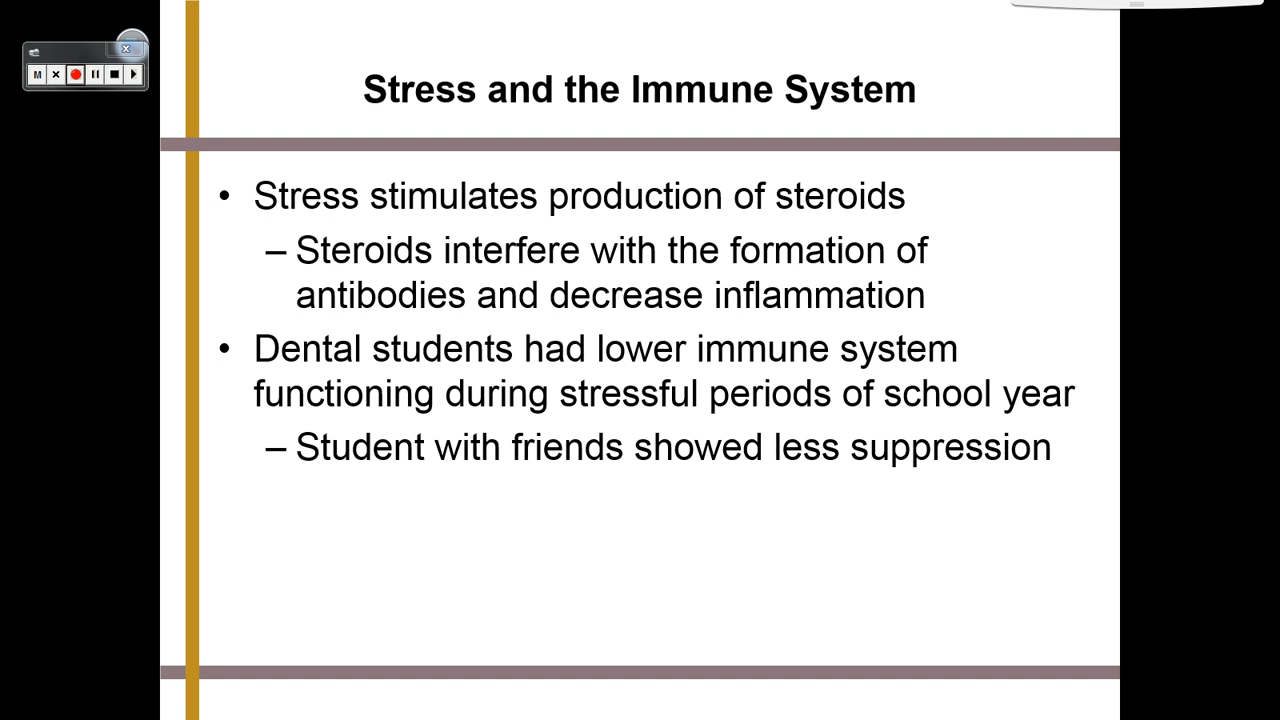 M
Stress and the Immune System
• Stress stimulates production of steroids
– Steroids interfere with the formation of
antibodies and decrease inflammation
• Dental students had lower immune system
functioning during stressful periods of school year
– Student with friends showed less suppression